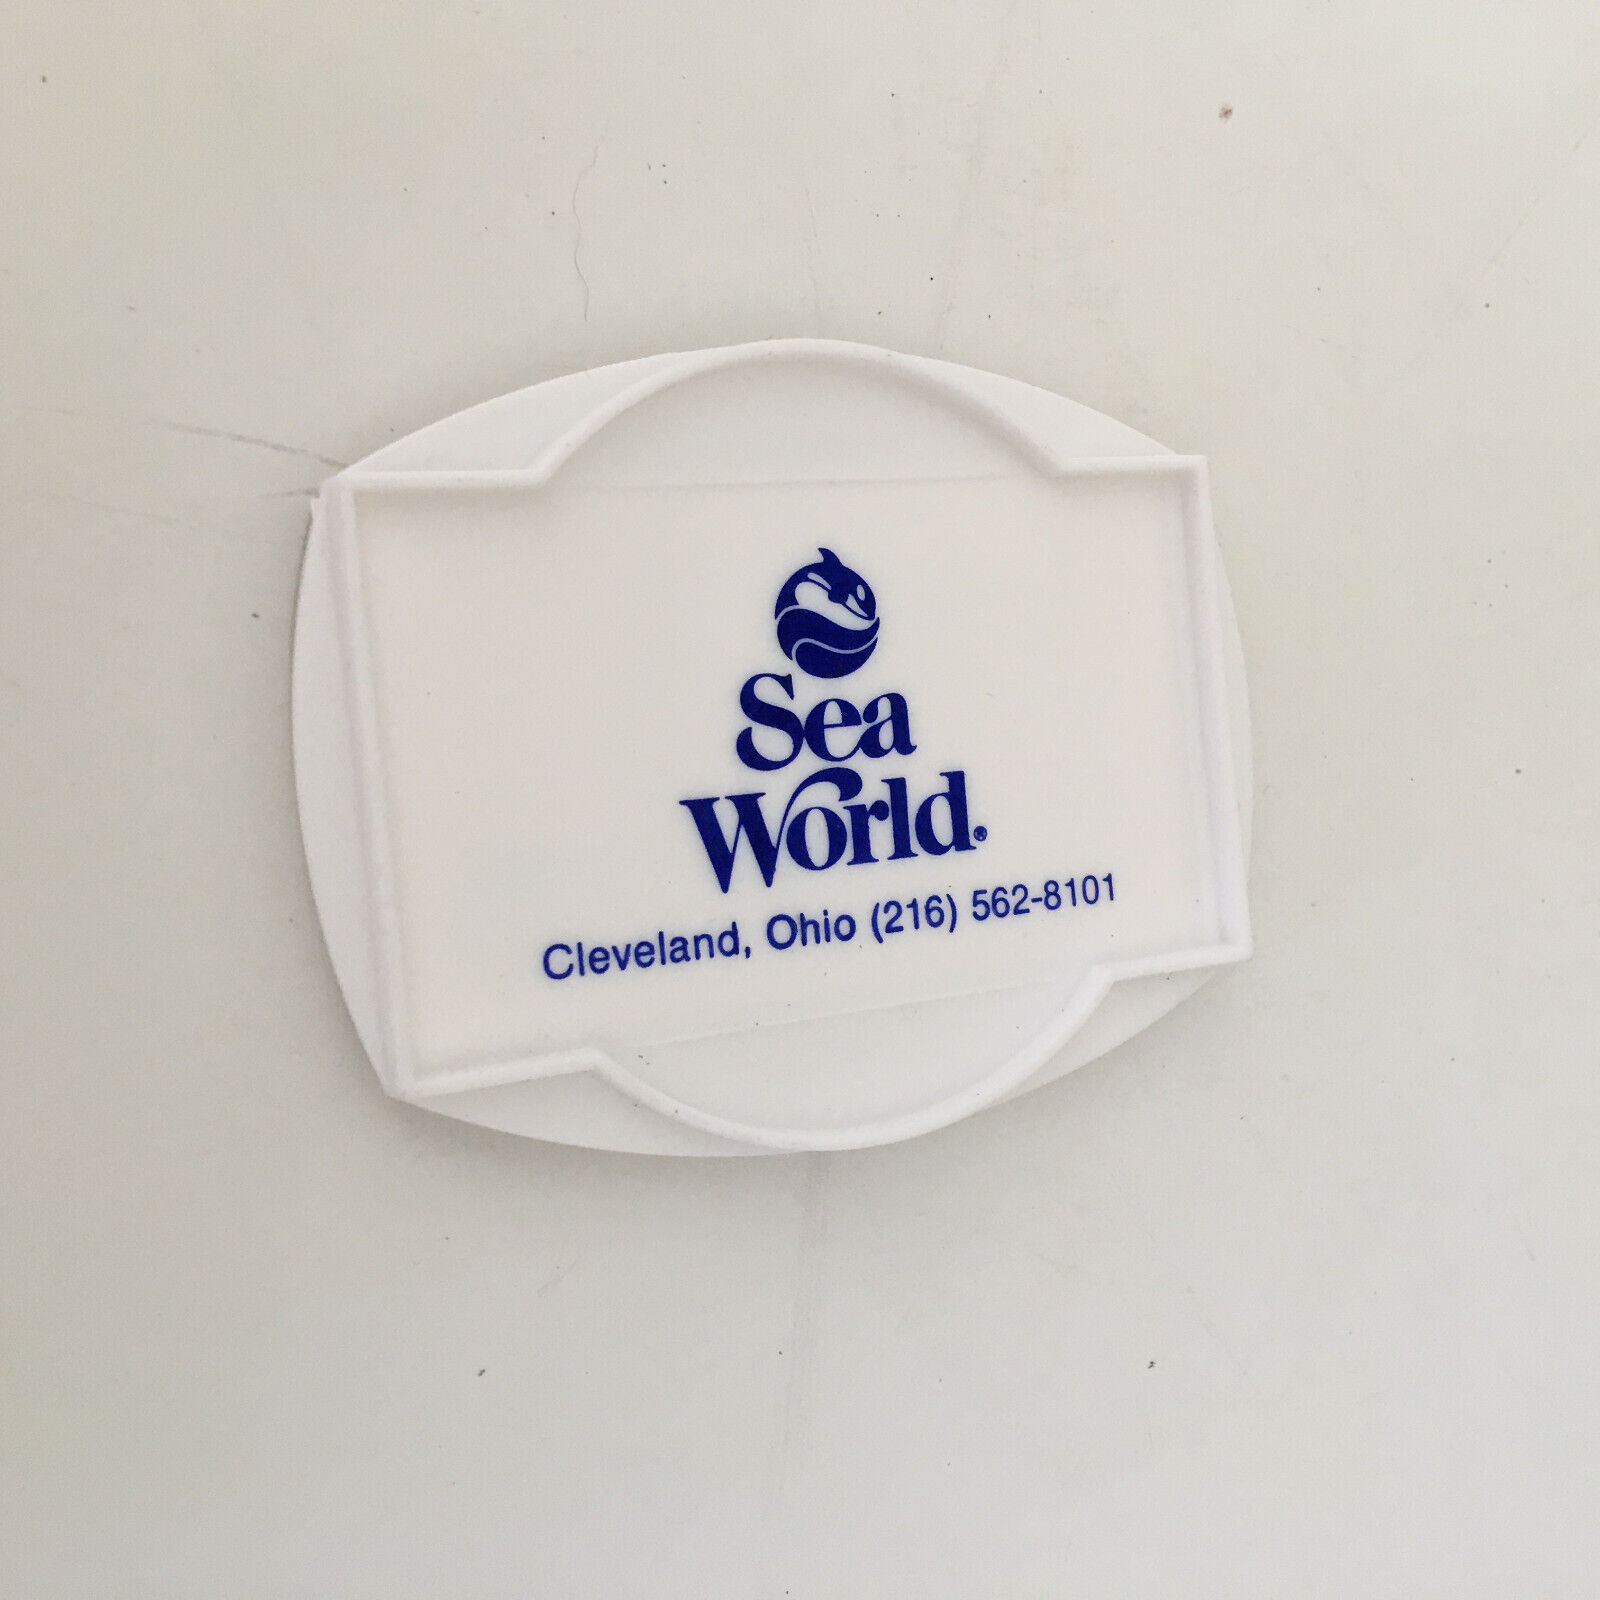 Sea
World®
Cleveland, Ohio (216) 562-8101